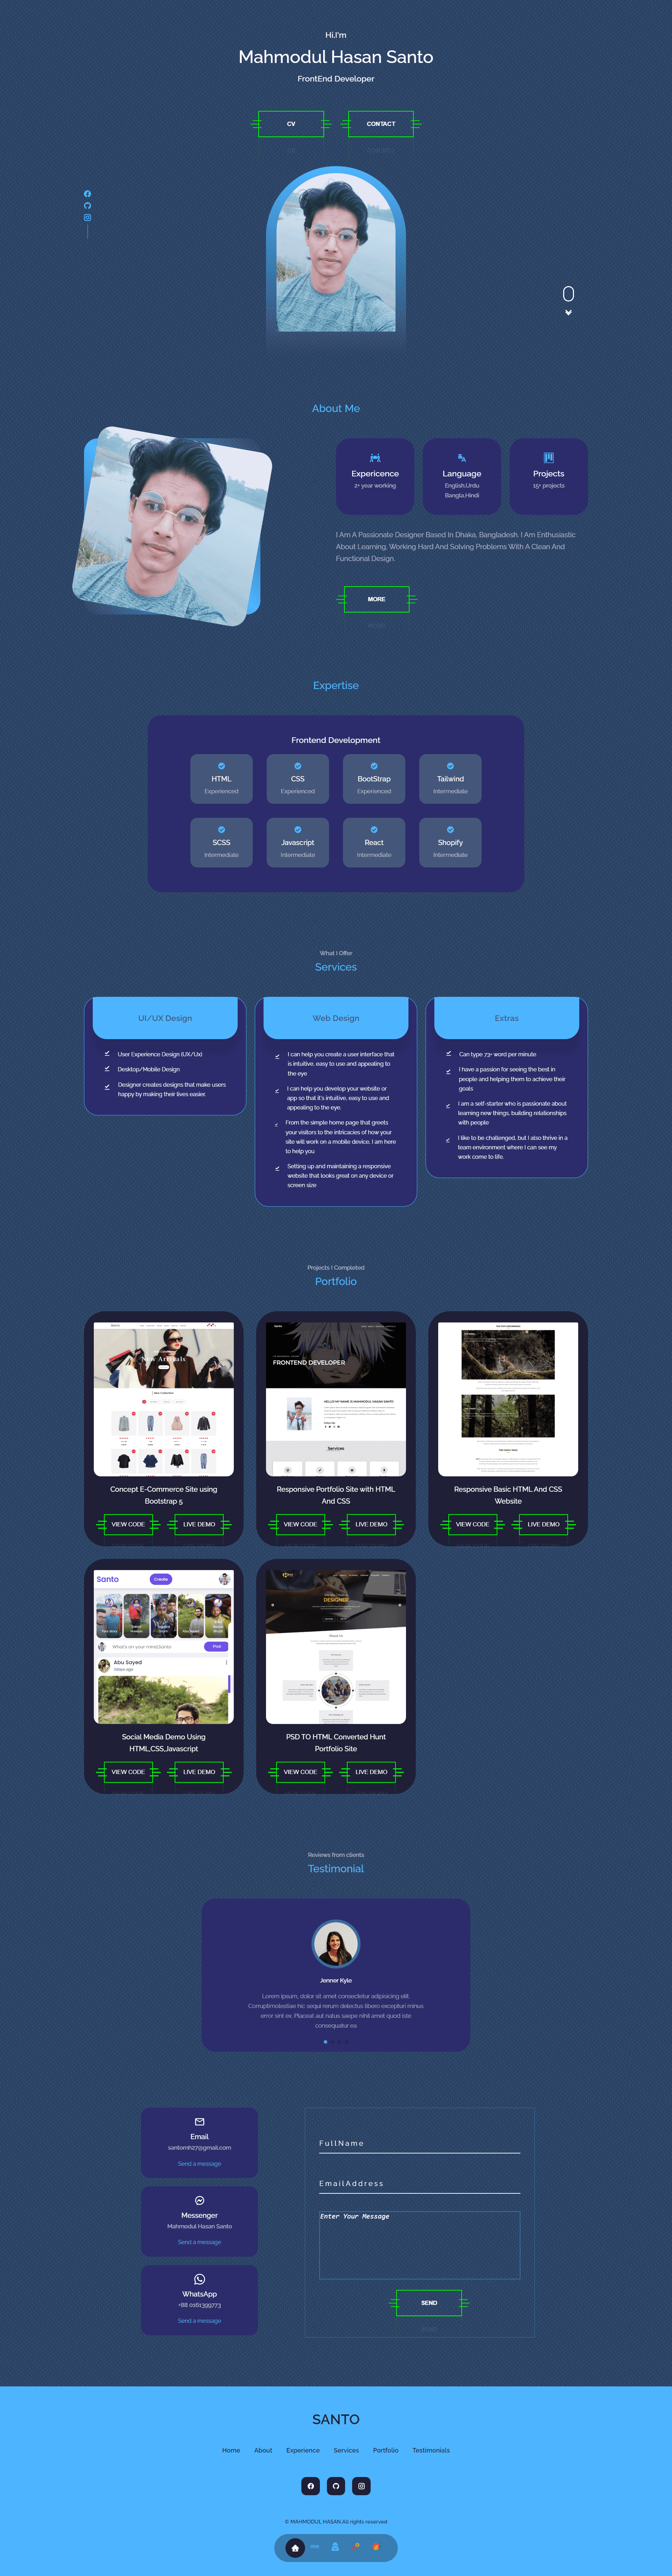 Hi,I'm
Mahmodul Hasan Santo
FrontEnd Developer
CV
CONTACT
About Me
Expericence
2+ year working
Language
English,Urdu
Bangla,Hindi
Projects
15+ projects
I Am A Passionate Designer Based In Dhaka, Bangladesh. I Am Enthusiastic
About Learning, Working Hard And Solving Problems With A Clean And
Functional Design.
MORE
Expertise
Frontend Development
HTML
Experienced
CSS
Experienced
BootStrap
Experienced
Tailwind
Intermediate
SCSS
Intermediate
Javascript
Intermediate
React
Intermediate
Shopify
Intermediate
What I Offer
Services
UI/UX Design
User Experience Design (UX/Ux)
Desktop/Mobile Design
Designer creates designs that make users
happy by making their lives easier.
Web Design
I can help you create a user interface that
is intuitive, easy to use and appealing to
the eye
I can help you develop your website or
app so that it's intuitive, easy to use and
appealing to the eye.
From the simple home page that greets
your visitors to the intricacies of how your
site will work on a mobile device, I am here
to help you
Setting up and maintaining a responsive
website that looks great on any device or
screen size
Extras
Can type 73+ word per minute
I have a passion for seeing the best in
people and helping them to achieve their
goals
I am a self-starter who is passionate about
learning new things, building relationships
with people
I like to be challenged, but I also thrive in a
team environment where I can see my
work come to life.
Projects I Completed
Portfolio
New Arrivals
Concept E-Commerce Site using
Bootstrap 5
VIEW CODE
LIVE DEMO
Santo
FRONTEND DEVELOPER
HELLO MY NAME IS MAHMODUL HASAN SANTO
Services
Responsive Portfolio Site with HTML
And CSS
VIEW CODE
LIVE DEMO
Responsive Basic HTML And CSS
Website
VIEW CODE
LIVE DEMO
Santo
Create
What's on your mind,Santo
Post
Abu Sayed
Social Media Demo Using
HTML,CSS,Javascript
VIEW CODE
LIVE DEMO
DESIGNER
About Us
PSD TO HTML Converted Hunt
Portfolio Site
VIEW CODE
LIVE DEMO
Reviews from clients
Testimonial
Jenner Kyle
Lorem ipsum, dolor sit amet consectetur adipisicing elit.
Corruptimolestiae hic sequi rerum delectus libero excepturi minus
error sint ex. Placeat aut natus saepe nihil amet quod iste
consequatur ea
Email
santomh27@gmail.com
Send a message
Messenger
Mahmodul Hasan Santo
Send a message
WhatsApp
+88 01611399773
Send a message
FullName
EmailAddress
Enter Your Message
SEND
SANTO
Home About Experience Services Portfolio Testimonials
© MAHMODUL HASAN.All rights reserved